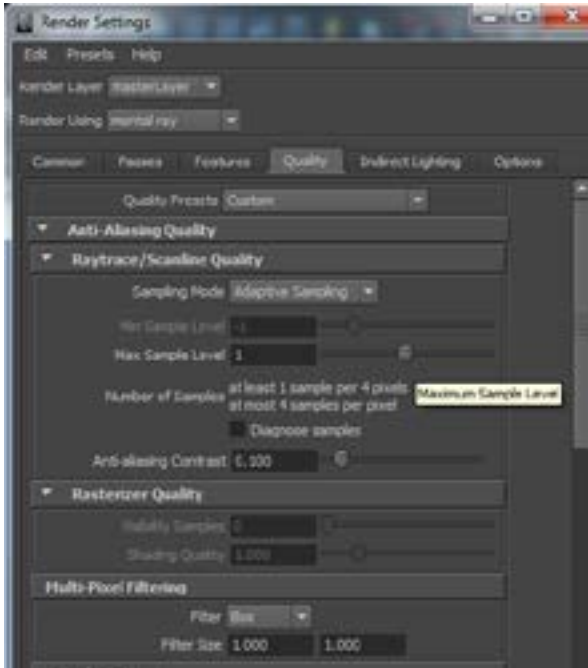 Render Settings
Edit Presets Help
Render Layer masterLayer
Render Using mental ray
Common Passes Features Quality Indirect Lighting Options
Quality Presets Custom
Anti-Aliasing Quality
Raytrace/Scanline Quality
Sampling Mode Adaptive Sampling
Min Sample Level -1
Max Sample Level 1
Number of Samples at least 1 sample per 4 pixels
at most 4 samples per pixel
Maximum Sample Level
Diagnose samples
Anti-aliasing Contrast 0.100
Rasterizer Quality
Visibility Samples 0
Shading Quality 1.000
Multi-Pixel Filtering
Filter Box
Filter Size 1.000 1.000